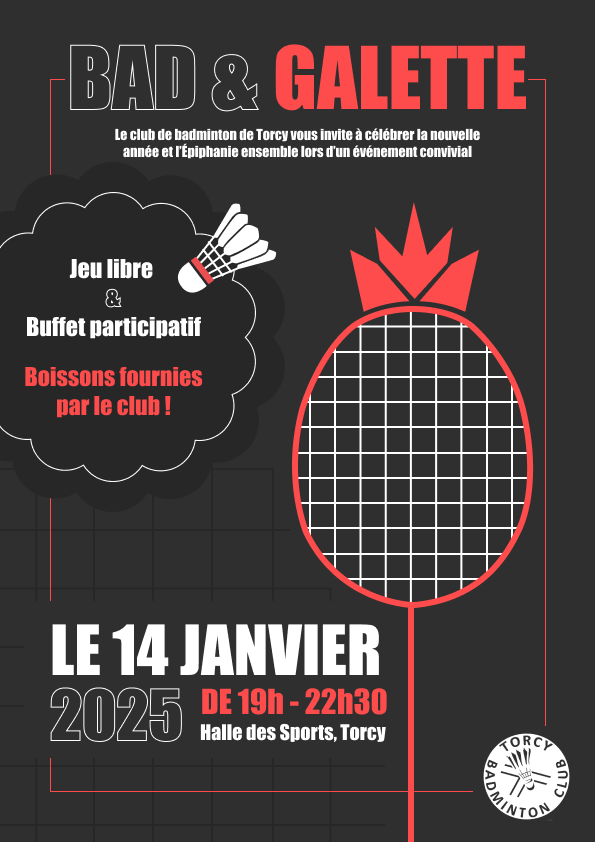 BAD & GALETTE
Le club de badminton de Torcy vous invite à célébrer la nouvelle
année et l'Épiphanie ensemble lors d'un événement convivial
Jeu libre
&
Buffet participatif
Boissons fournies
par le club !
LE 14 JANVIER
2025
DE 19h - 22h30
Halle des Sports, Torcy
TORCY
BADMINTON CLUB